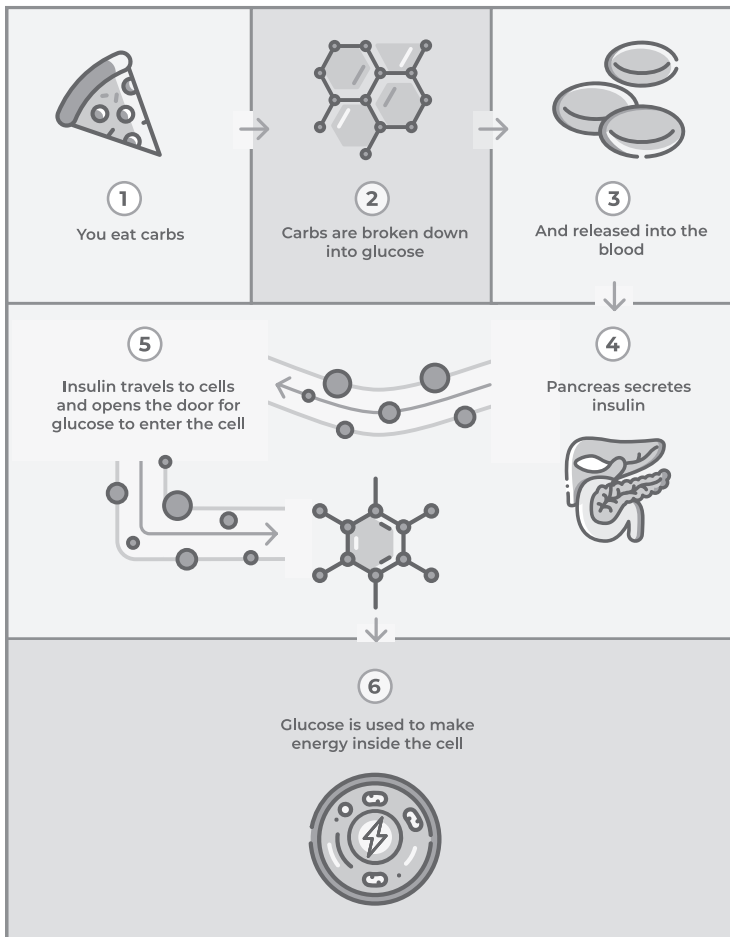 1
You eat carbs
2
Carbs are broken down
into glucose
3
And released into the
blood
4
Pancreas secretes
insulin
5
Insulin travels to cells
and opens the door for
glucose to enter the cell
6
Glucose is used to make
energy inside the cell